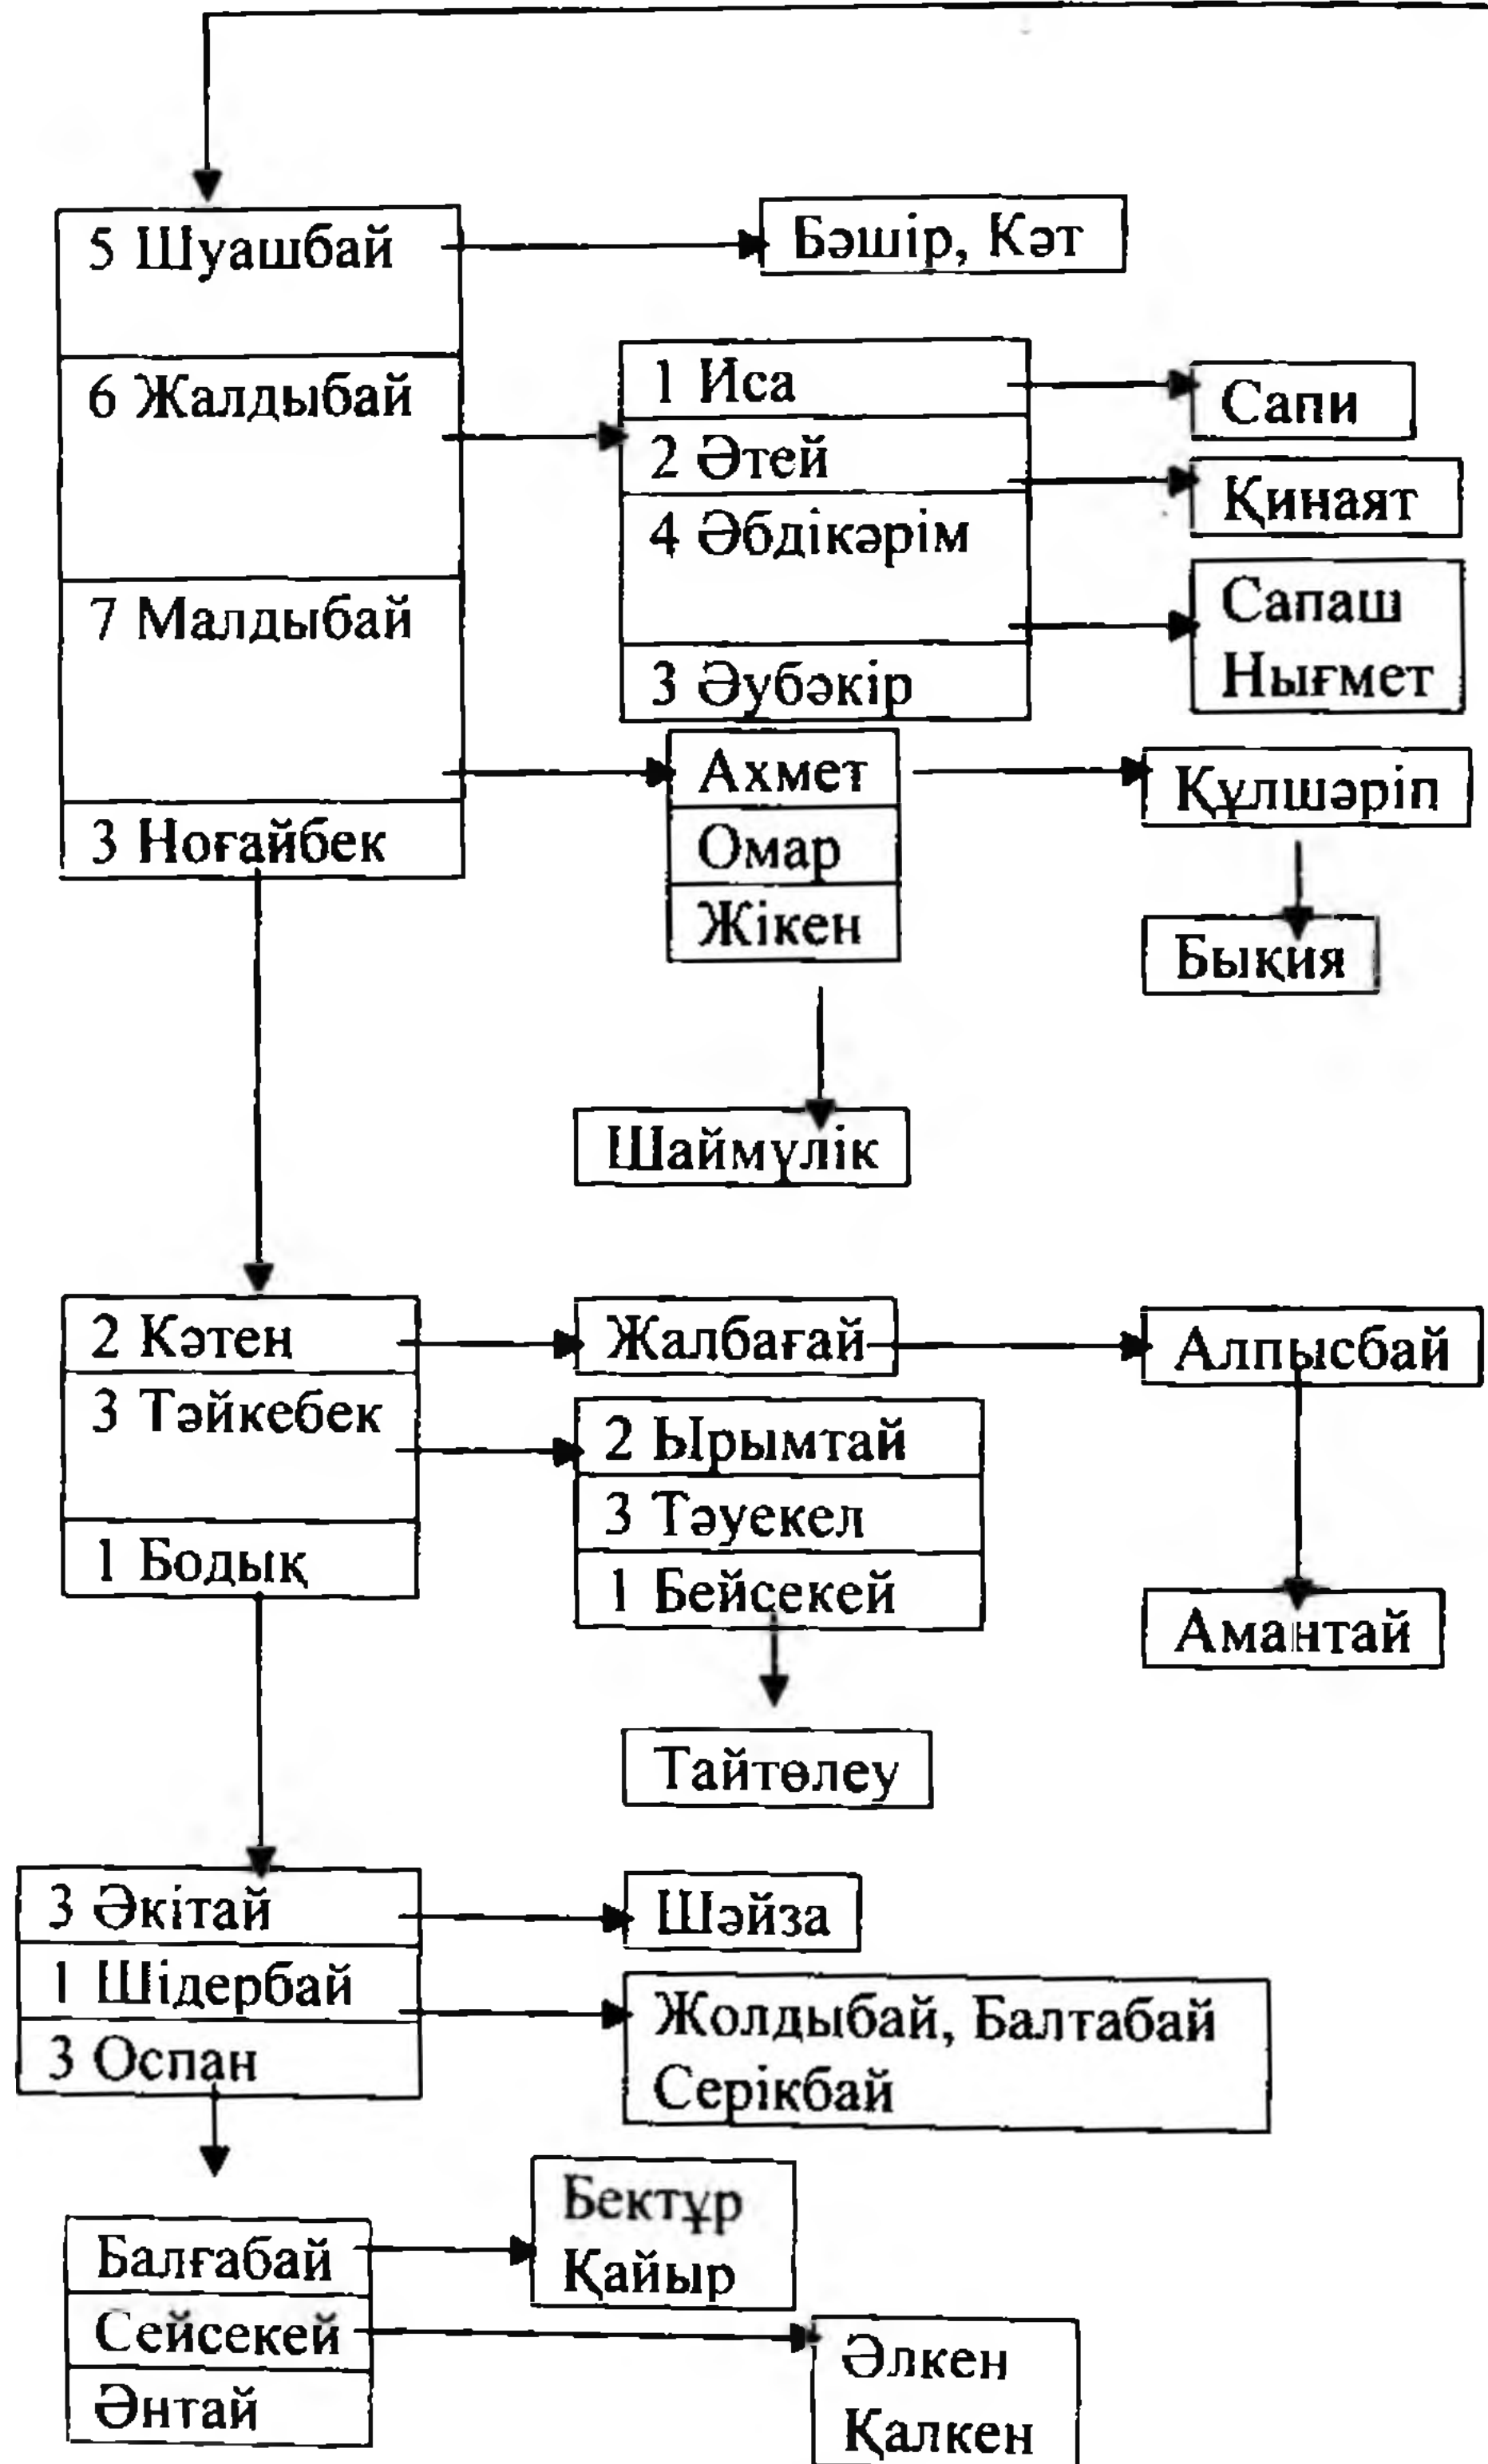 5 Шуашбай
Бәшір, Кәт
6 Жалдыбай
1 Иса
Сапи
2 Әтей
Қинаят
4 Әбдікәрім
Сапаш
Нығмет
7 Малдыбай
3 Әубәкір
Ахмет
Құлшәріп
3 Ноғайбек
Омар
Жікен
Бықия
Шаймүлік
2 Кәтен
Жалбағай
Алпысбай
3 Тәйкебек
2 Ырымтай
3 Тәуекел
1 Бодық
1 Бейсекей
Амантай
Тайтөлеу
3 Әкітай
Шәйза
1 Шідербай
Жолдыбай, Балтабай
Серікбай
3 Оспан
Балғабай
Бектұр
Қайыр
Сейсекей
Әлкен
Қалкен
Әнтай